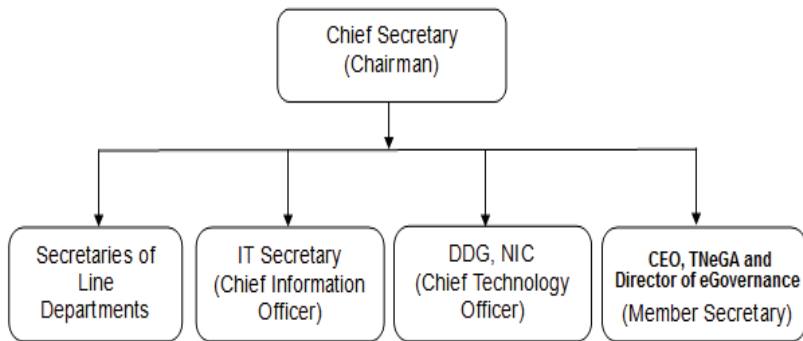 Chief Secretary
(Chairman)
Secretaries of
Line
Departments
IT Secretary
(Chief Information
Officer)
DDG, NIC
(Chief Technology
Officer)
CEO, TNeGA and
Director of eGovernance
(Member Secretary)